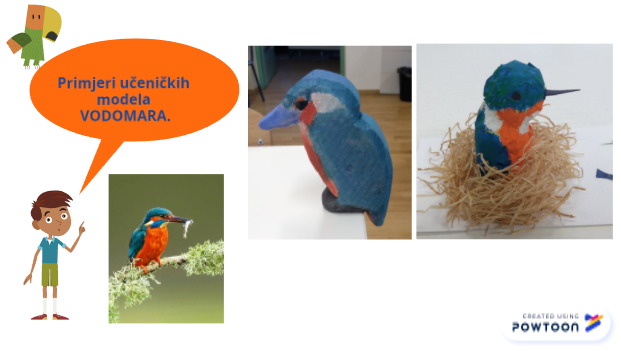 Primjeri učeničkih
modela
VODOMARA.
CREATED USING
POWTOON